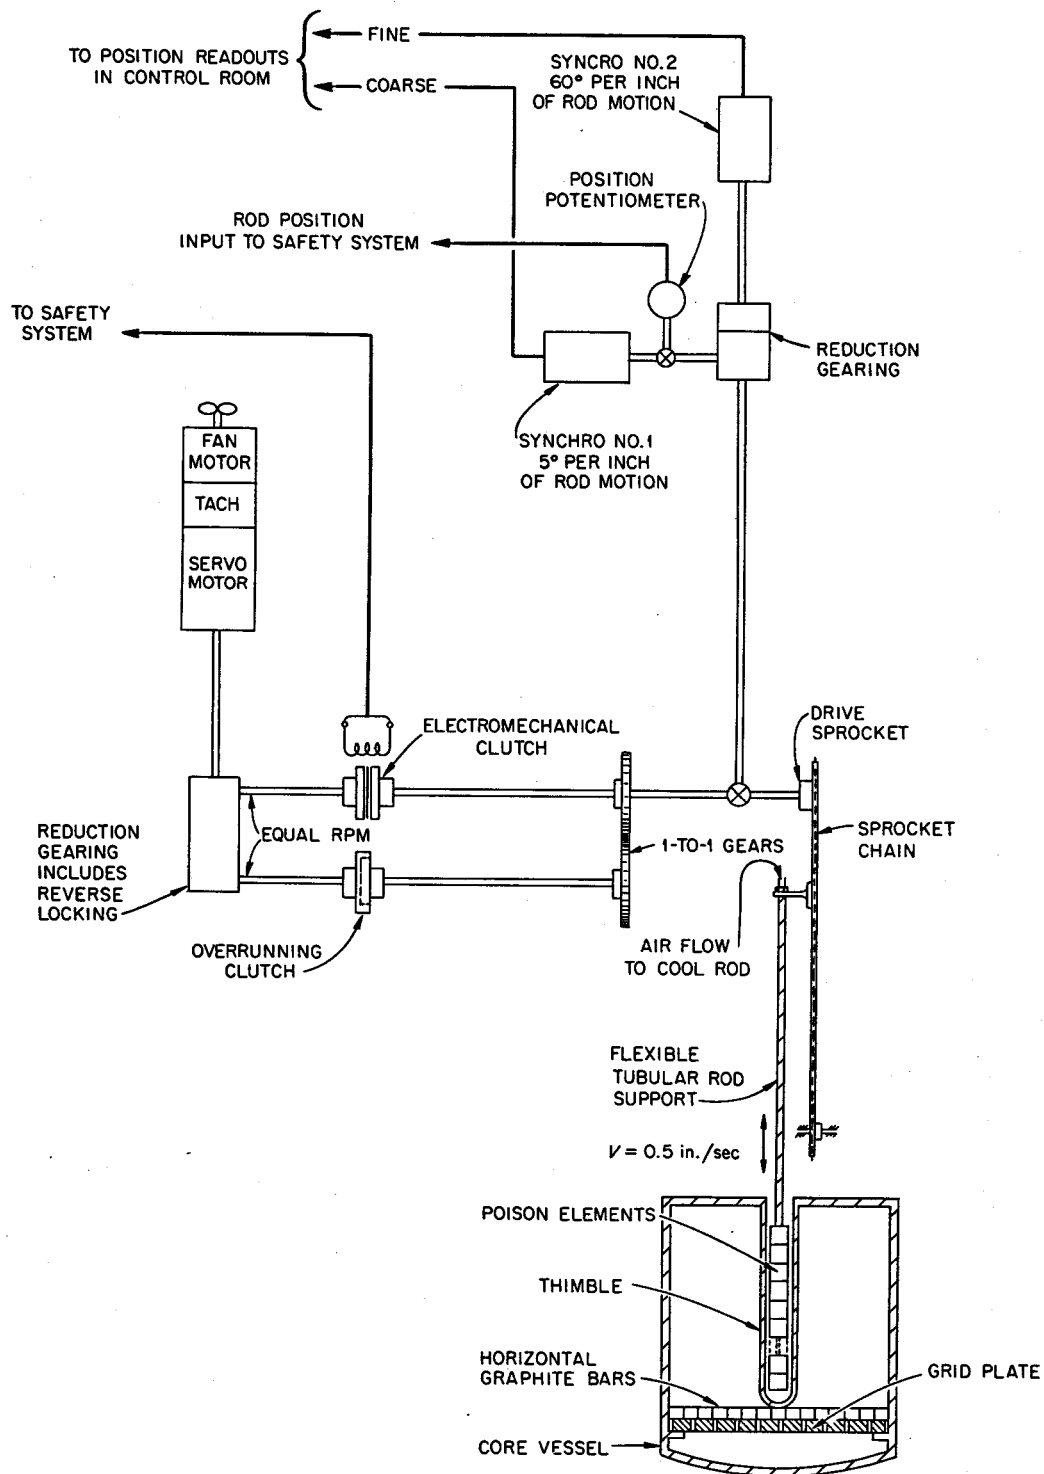 FINE
TO POSITION READOUTS
IN CONTROL ROOM
COARSE
SYNCRO NO.2
60° PER INCH
OF ROD MOTION
POSITION
POTENTIOMETER
ROD POSITION
INPUT TO SAFETY SYSTEM
TO SAFETY
SYSTEM
REDUCTION
GEARING
SYNCHRO NO.1
5° PER INCH
OF ROD MOTION
FAN
MOTOR
TACH
SERVO
MOTOR
ELECTROMECHANICAL
CLUTCH
DRIVE
SPROCKET
REDUCTION
GEARING
INCLUDES
REVERSE
LOCKING
EQUAL RPM
1-TO-1 GEARS
SPROCKET
CHAIN
OVERRUNNING
CLUTCH
AIR FLOW
TO COOL ROD
FLEXIBLE
TUBULAR ROD
SUPPORT
V = 0.5 in./sec
POISON ELEMENTS
THIMBLE
HORIZONTAL
GRAPHITE BARS
GRID PLATE
CORE VESSEL